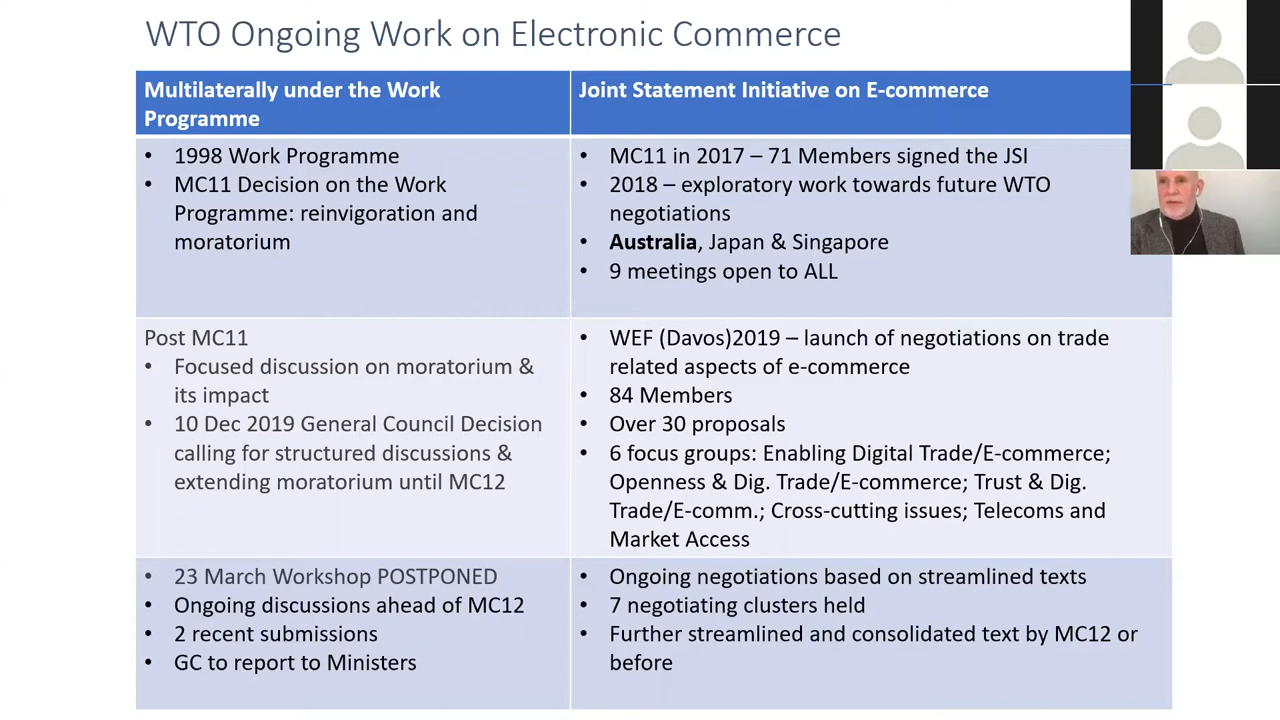 WTO Ongoing Work on Electronic Commerce
Multilaterally under the Work
Programme
Joint Statement Initiative on E-commerce
• 1998 Work Programme
• MC11 Decision on the Work
Programme: reinvigoration and
moratorium
• MC11 in 2017 – 71 Members signed the JSI
• 2018 – exploratory work towards future WTO
negotiations
• Australia, Japan & Singapore
• 9 meetings open to ALL
Post MC11
• Focused discussion on moratorium &
its impact
• 10 Dec 2019 General Council Decision
calling for structured discussions &
extending moratorium until MC12
• WEF (Davos)2019 – launch of negotiations on trade
related aspects of e-commerce
• 84 Members
• Over 30 proposals
• 6 focus groups: Enabling Digital Trade/E-commerce;
Openness & Dig. Trade/E-commerce; Trust & Dig.
Trade/E-comm.; Cross-cutting issues; Telecoms and
Market Access
• 23 March Workshop POSTPONED
• Ongoing discussions ahead of MC12
• 2 recent submissions
• GC to report to Ministers
• Ongoing negotiations based on streamlined texts
• 7 negotiating clusters held
• Further streamlined and consolidated text by MC12 or
before